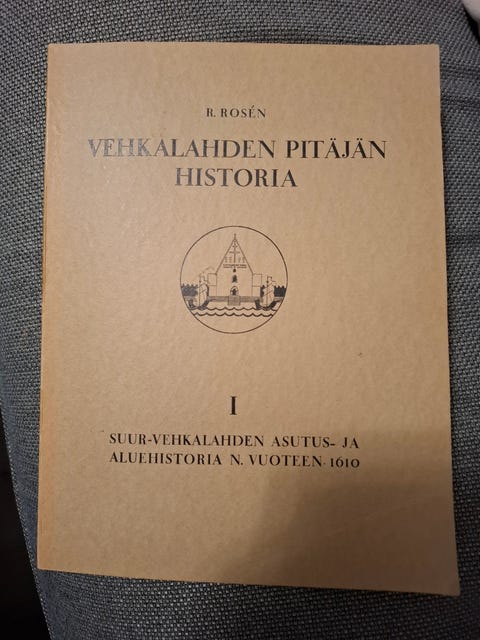 R. ROSÉN
VEHKALAHDEN PITÄJÄN
HISTORIA
I
SUUR-VEHKALAHDEN ASUTUS- JA
ALUEHISTORIA N. VUOTEEN 1610